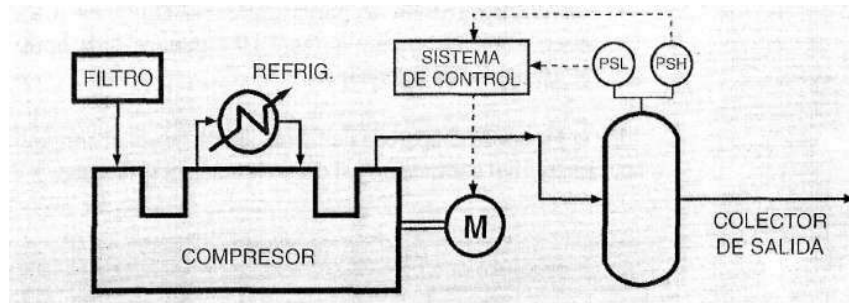 FILTRO
REFRIG.
SISTEMA
DE CONTROL
PSL
PSH
M
COMPRESOR
COLECTOR
DE SALIDA